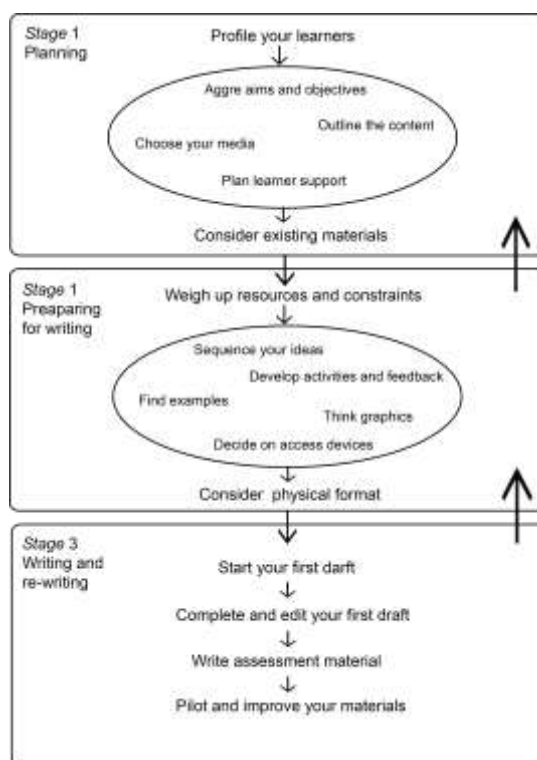 Stage 1
Planning
Profile your learners
Aggre aims and objectives
Outline the content
Choose your media
Plan learner support
Consider existing materials
Stage 1
Preaparing
for writing
Weigh up resources and constraints
Sequence your ideas
Develop activities and feedback
Find examples
Think graphics
Decide on access devices
Consider physical format
Stage 3
Writing and
re-writing
Start your first darft
Complete and edit your first draft
Write assessment material
Pilot and improve your materials